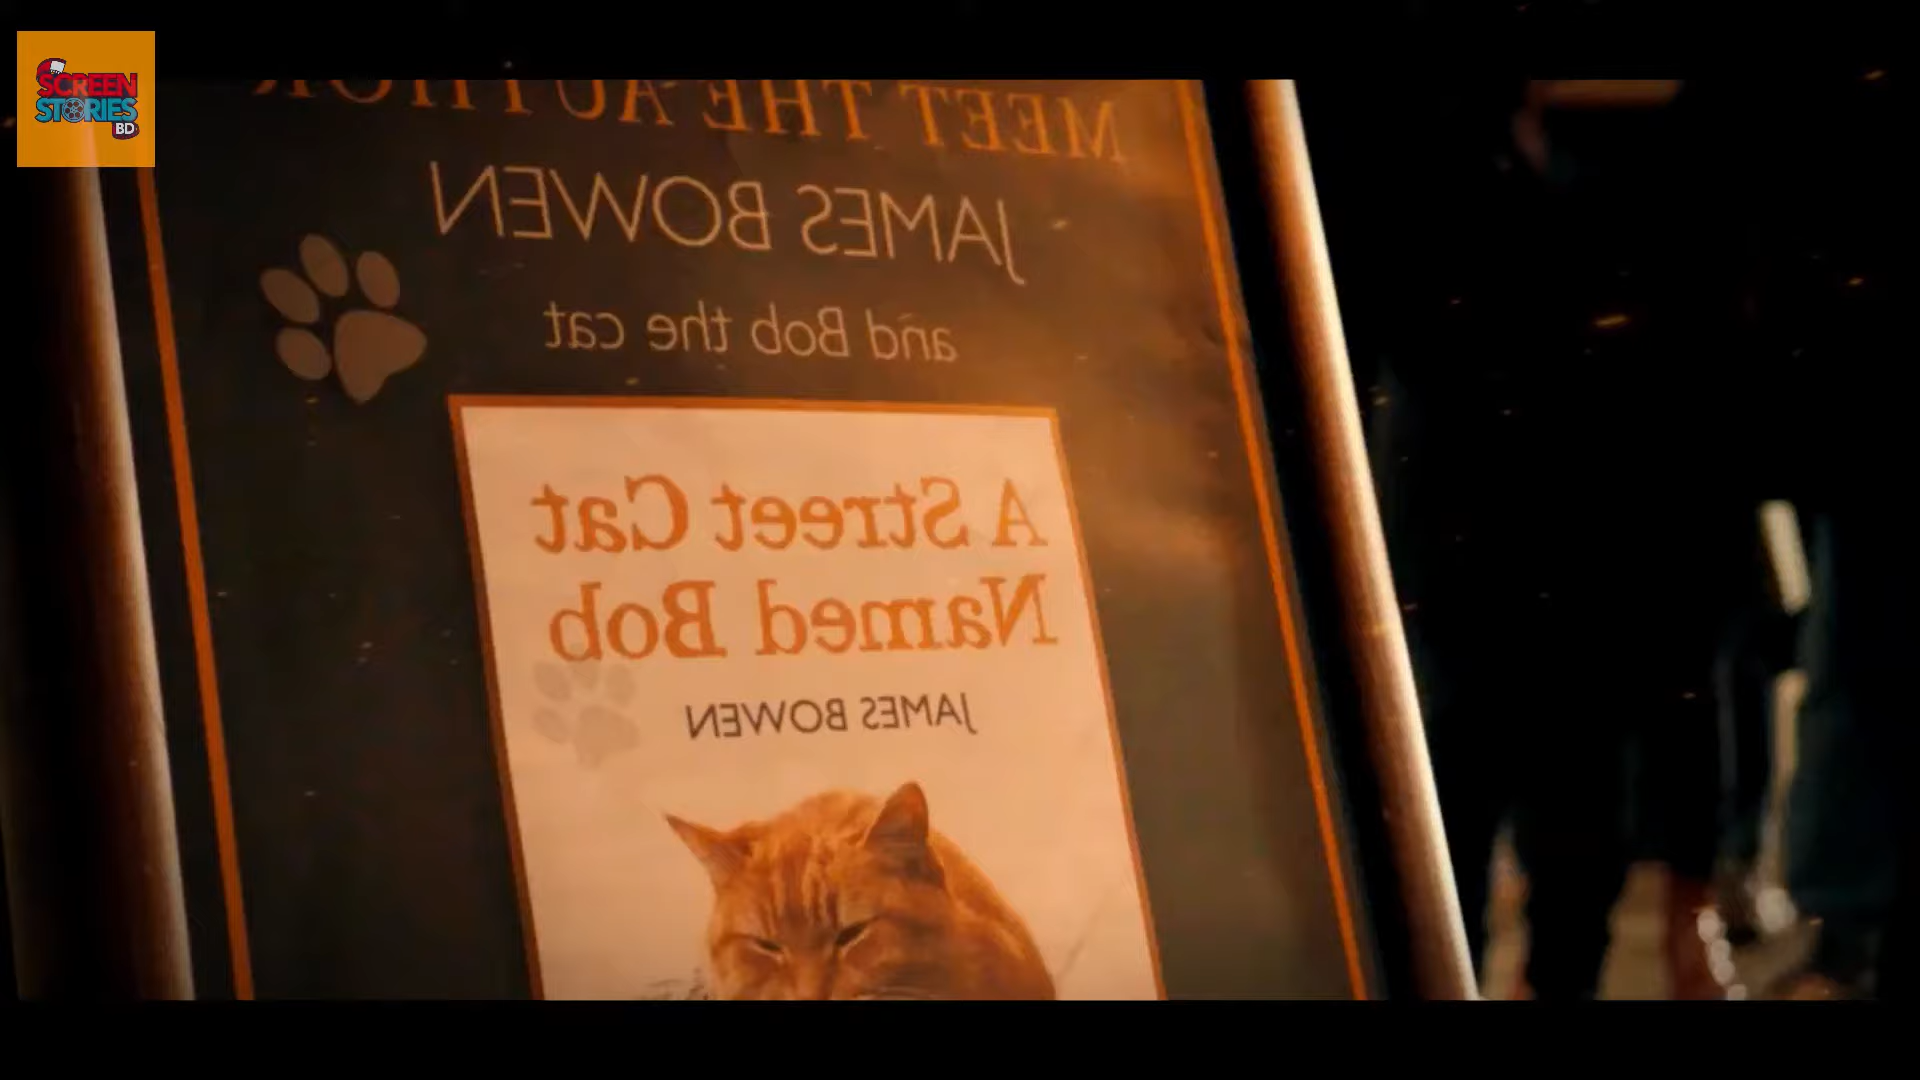 SCREEN
STORIES
BD
MEET THE AUTHOR
JAMES BOWEN
and Bob the cat
A Street Cat
Named Bob
JAMES BOWEN